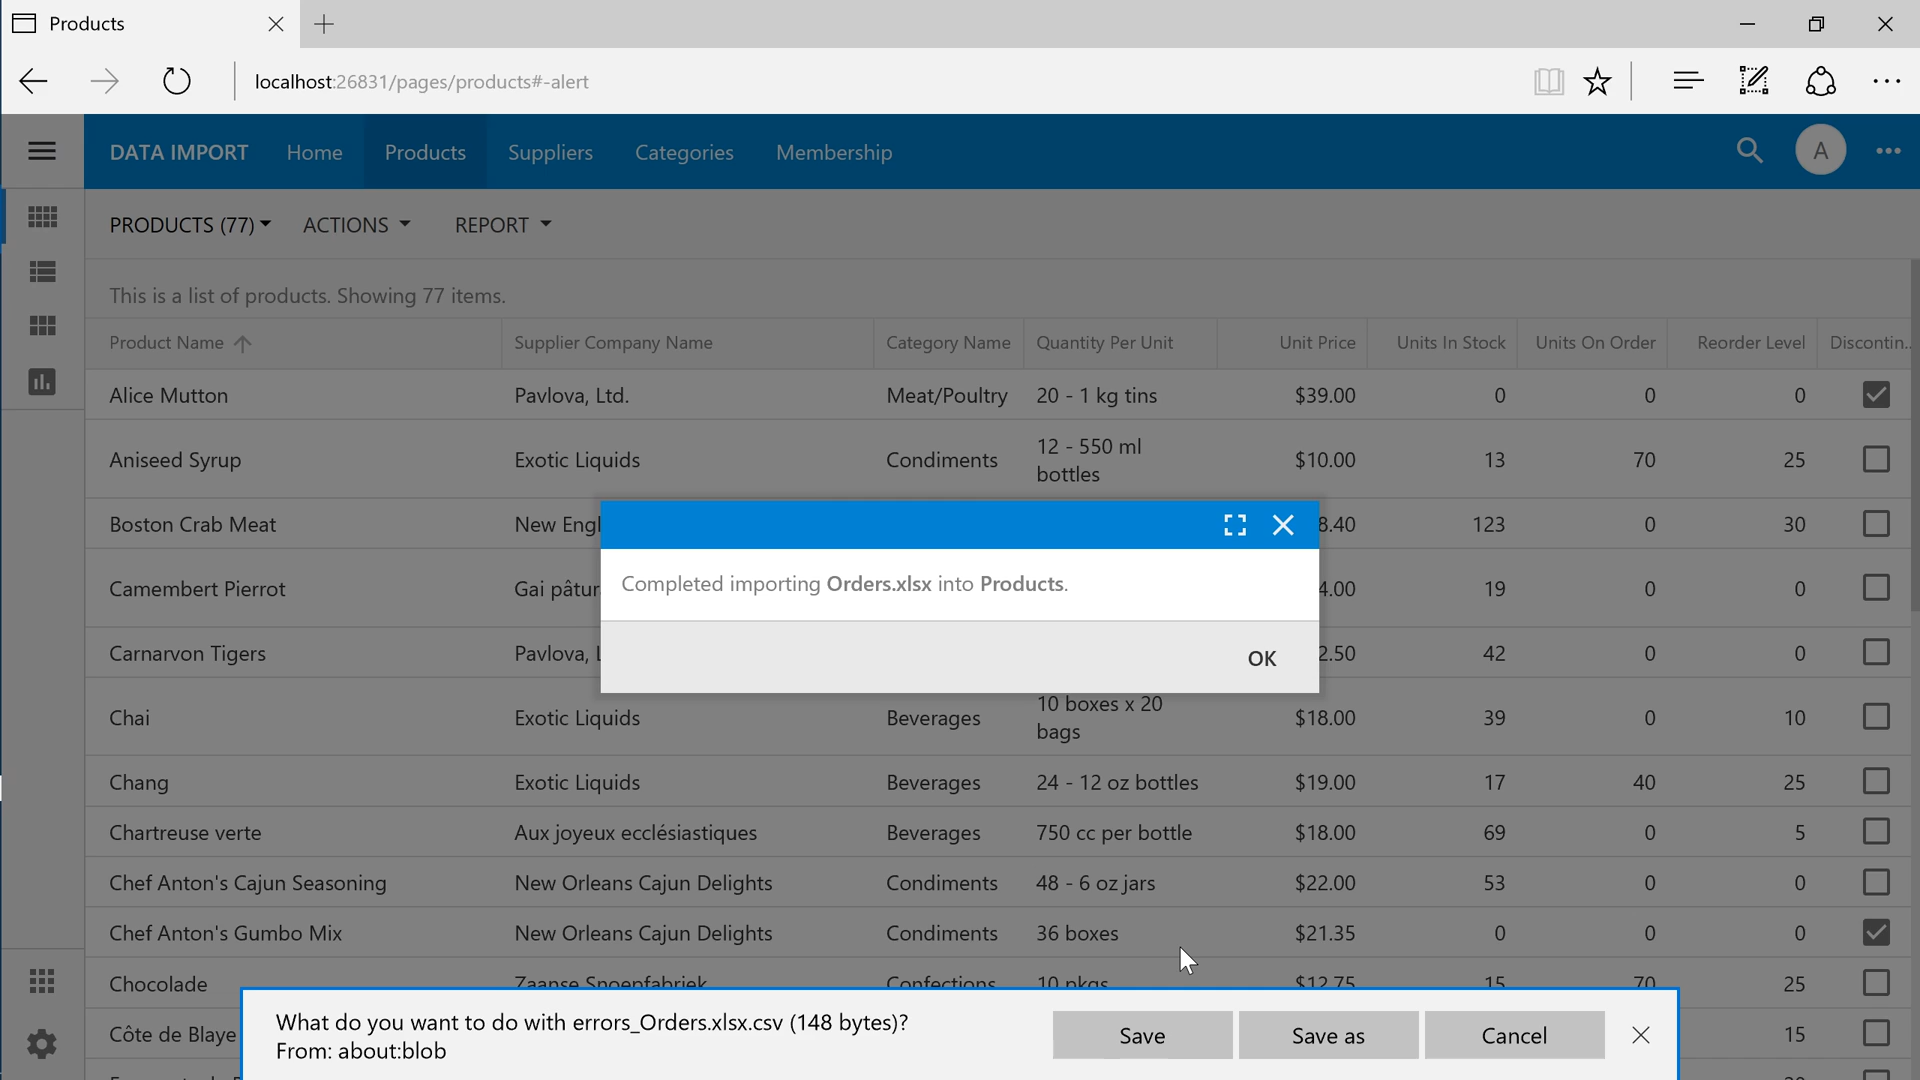 Products
localhost:26831/pages/products#-alert
DATA IMPORT Home Products Suppliers Categories Membership A
PRODUCTS (77) ACTIONS REPORT
This is a list of products. Showing 77 items.
Product Name Supplier Company Name Category Name Quantity Per Unit Unit Price Units In Stock Units On Order Reorder Level Discontin...
Alice Mutton Pavlova, Ltd. Meat/Poultry 20 - 1 kg tins $39.00 0 0 0
Aniseed Syrup Exotic Liquids Condiments 12 - 550 ml bottles $10.00 13 70 25
Boston Crab Meat New Engl 8.40 123 0 30
Camembert Pierrot Gai pâtur 4.00 19 0 0
Carnarvon Tigers Pavlova, L 2.50 42 0 0
Completed importing Orders.xlsx into Products.
OK
Chai Exotic Liquids Beverages 10 boxes x 20 bags $18.00 39 0 10
Chang Exotic Liquids Beverages 24 - 12 oz bottles $19.00 17 40 25
Chartreuse verte Aux joyeux ecclésiastiques Beverages 750 cc per bottle $18.00 69 0 5
Chef Anton's Cajun Seasoning New Orleans Cajun Delights Condiments 48 - 6 oz jars $22.00 53 0 0
Chef Anton's Gumbo Mix New Orleans Cajun Delights Condiments 36 boxes $21.35 0 0 0
Chocolade Zaanse Snoepfabriek Confections 10 pkgs $12.75 15 70 25
Côte de Blaye 15
What do you want to do with errors_Orders.xlsx.csv (148 bytes)?
From: about:blob
Save Save as Cancel